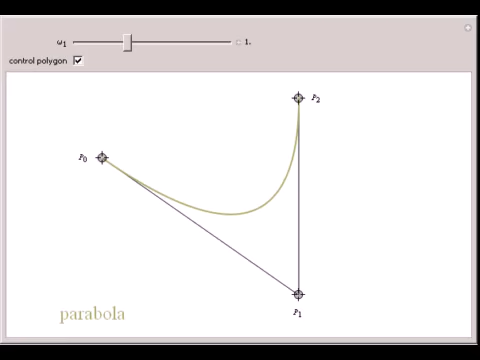 ω1 1.
control polygon
P2
P0
P1
parabola